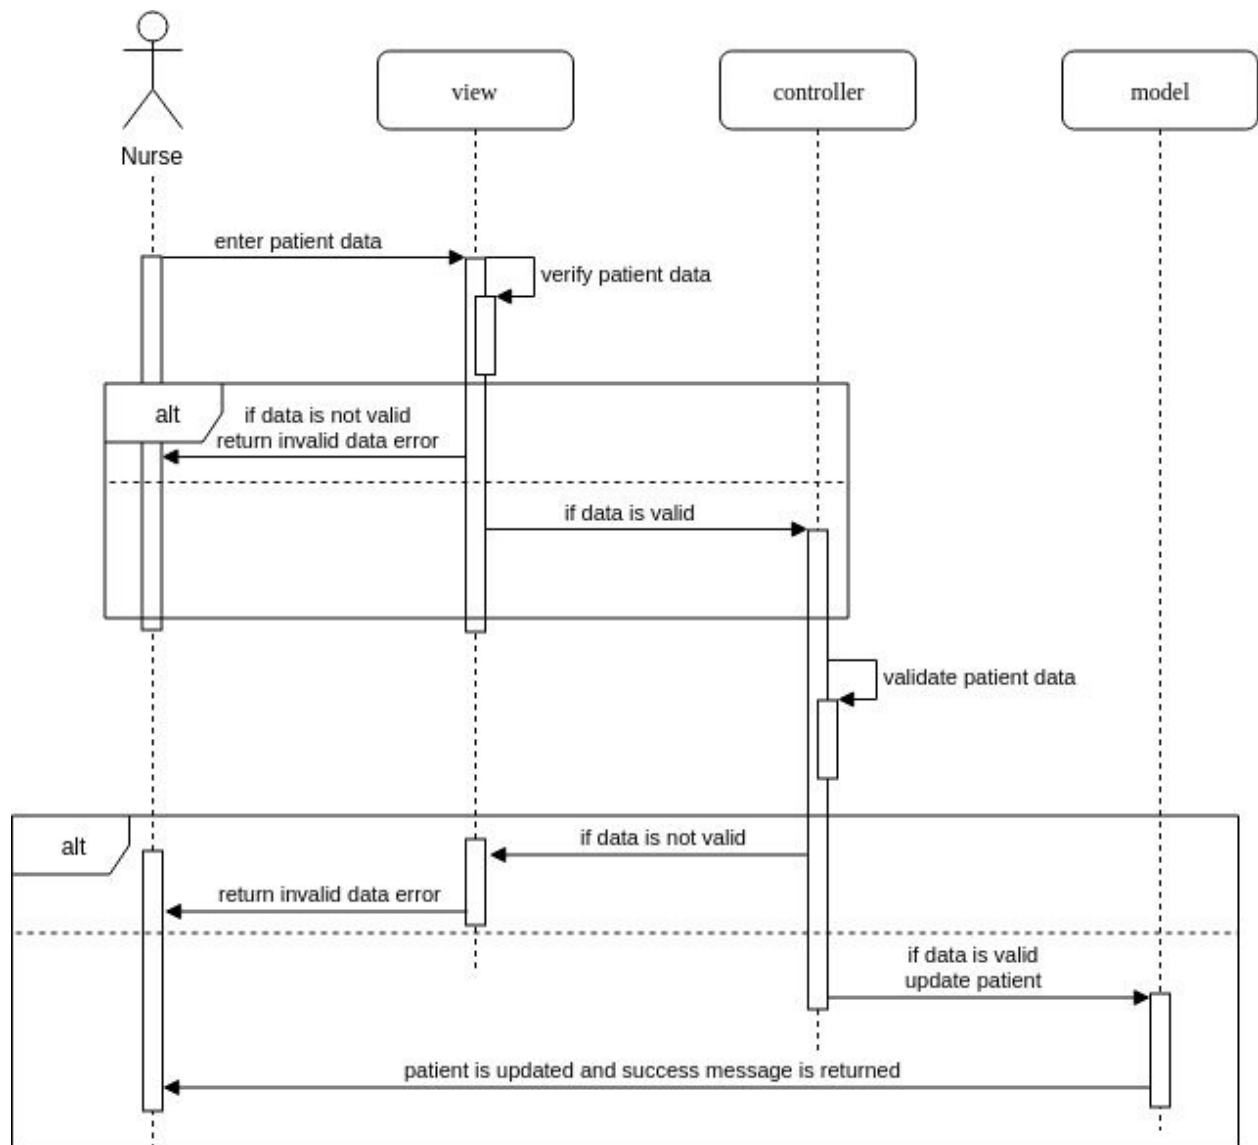 Nurse
view
controller
model
enter patient data
verify patient data
alt
if data is not valid
return invalid data error
if data is valid
validate patient data
alt
if data is not valid
return invalid data error
if data is valid
update patient
patient is updated and success message is returned